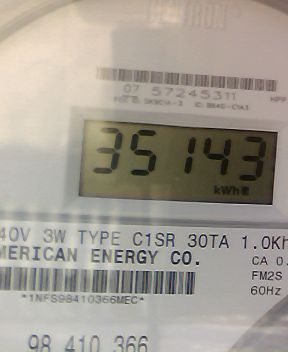 CENTRON
07 57245311
35143
kWh
40V 3W TYPE C1SR 30TA 1.0Kh
MERICAN ENERGY CO.
CA 0.
FM2S
*1NFS98410366MEC*
60Hz
98 410 366